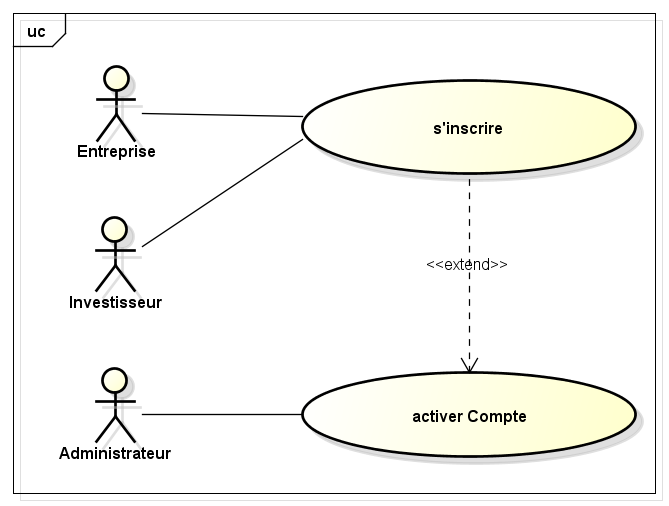 uc
s'inscrire
Entreprise
<<extend>>
Investisseur
activer Compte
Administrateur